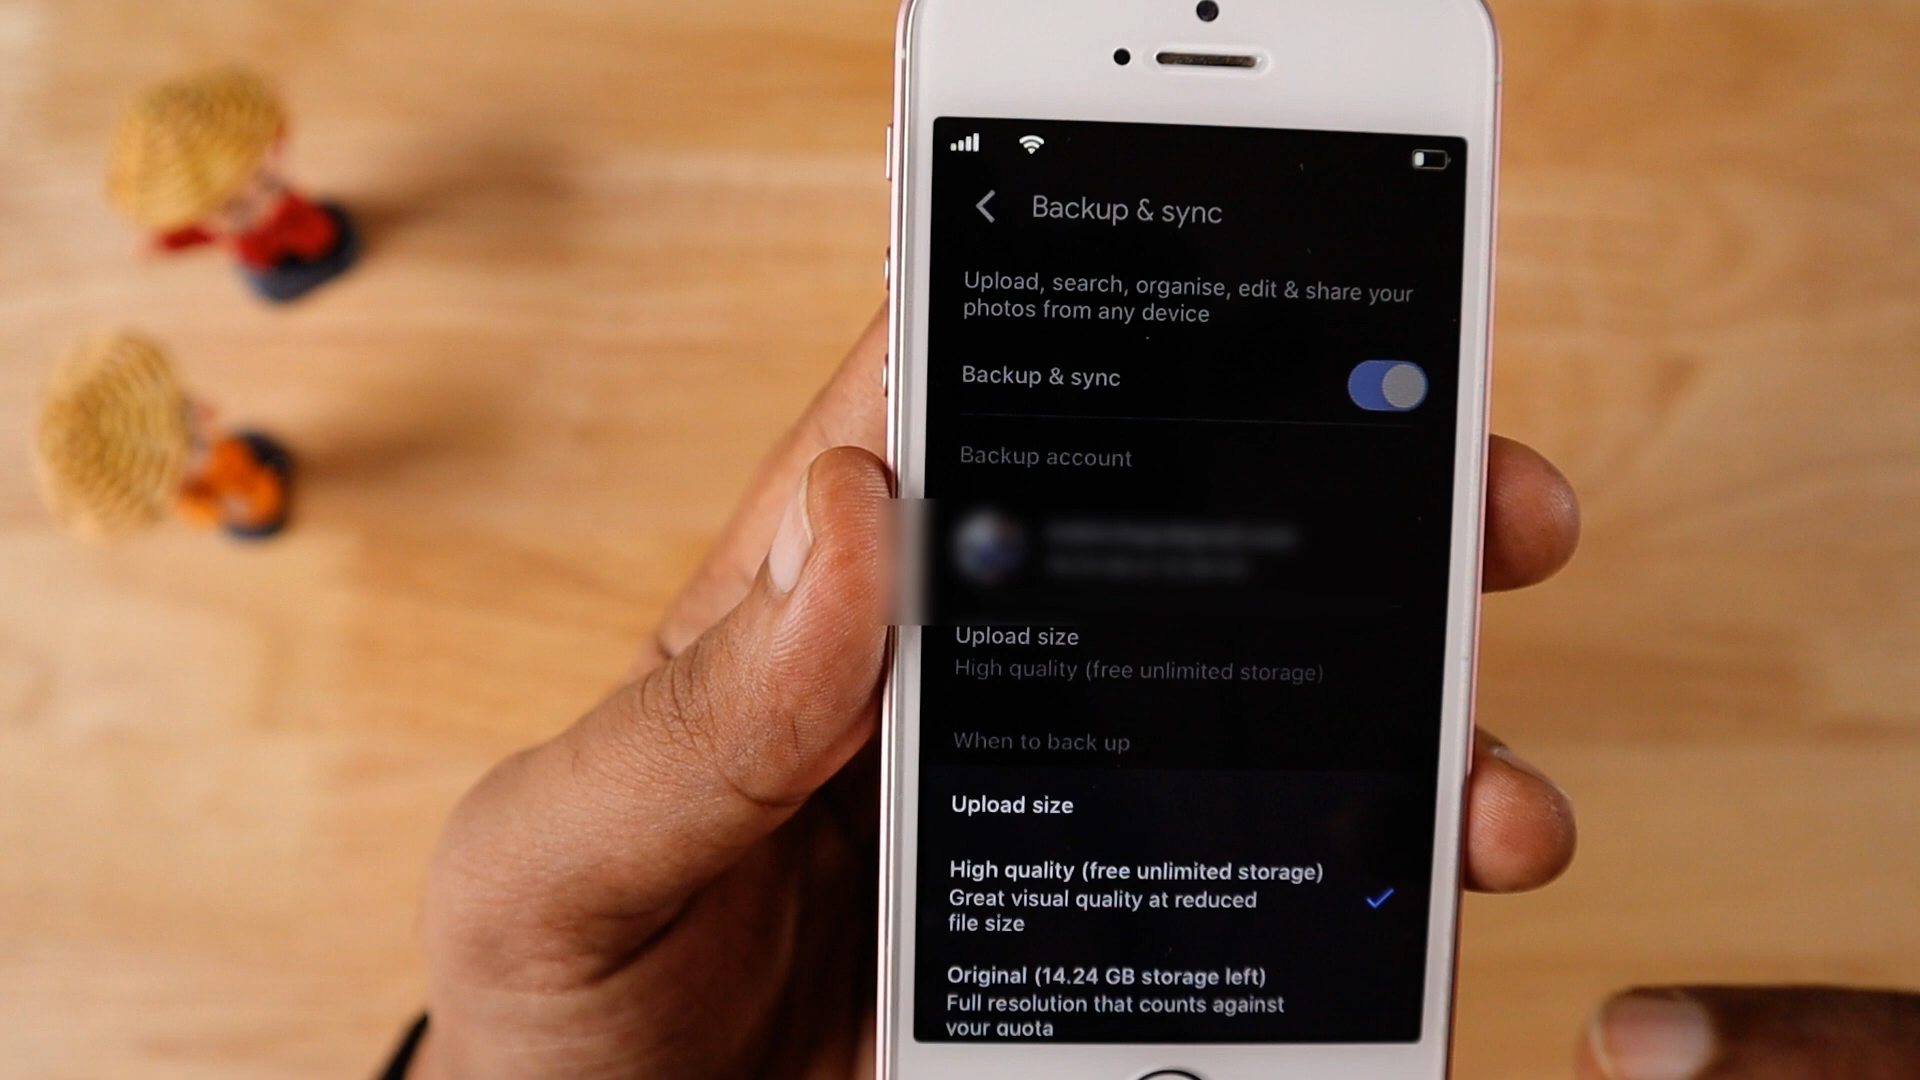 Backup & sync
Upload, search, organise, edit & share your
photos from any device
Backup & sync
Backup account
Upload size
High quality (free unlimited storage)
When to back up
Upload size
High quality (free unlimited storage)
Great visual quality at reduced
file size
Original (14.24 GB storage left)
Full resolution that counts against
your quota